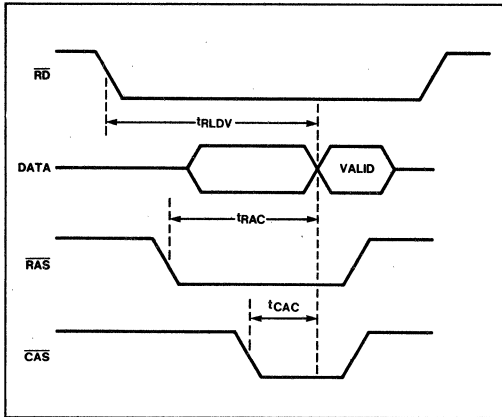 RD
tRLDV
DATA
VALID
tRAC
RAS
tCAC
CAS